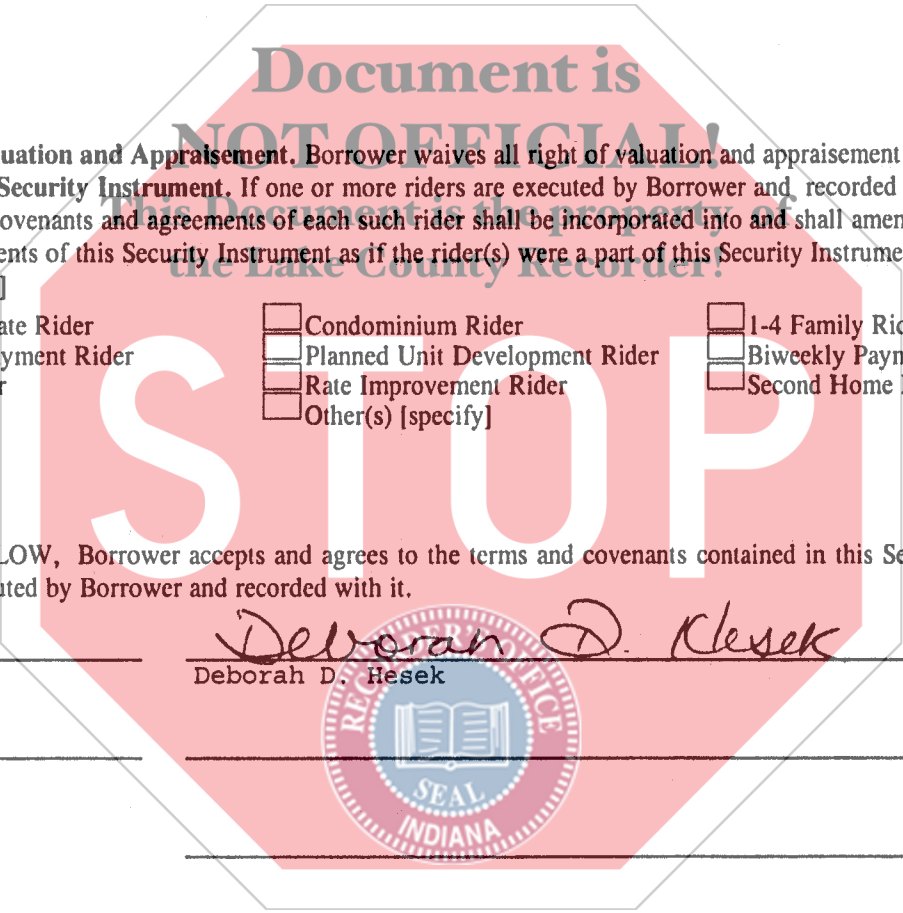 Document is
NOT OFFICIAL!
uation and Appraisement. Borrower waives all right of valuation and appraisement
Security Instrument. If one or more riders are executed by Borrower and recorded
This Document is the property of
ovenants and agreements of each such rider shall be incorporated into and shall amen
the Lake County Recorder!
ents of this Security Instrument as if the rider(s) were a part of this Security Instrume
]
ate Rider Condominium Rider 1-4 Family Ric
yment Rider Planned Unit Development Rider Biweekly Payn
r Rate Improvement Rider Second Home
Other(s) [specify]
STOP
LOW, Borrower accepts and agrees to the terms and covenants contained in this Se
uted by Borrower and recorded with it.
Deborah D. Hesek
Deborah D. Hesek
RECORDER OFFICE
SEAL
INDIANA